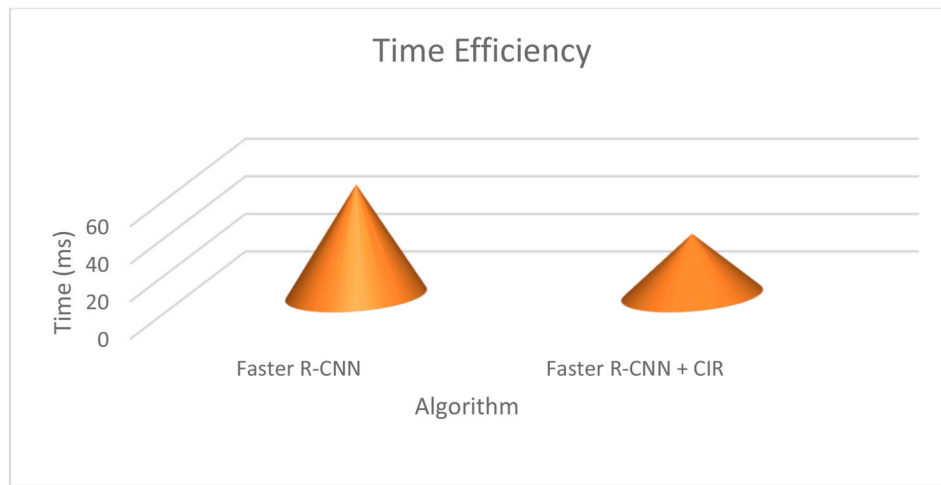 Time Efficiency
60
40
20
0
Time (ms)
Faster R-CNN
Faster R-CNN + CIR
Algorithm